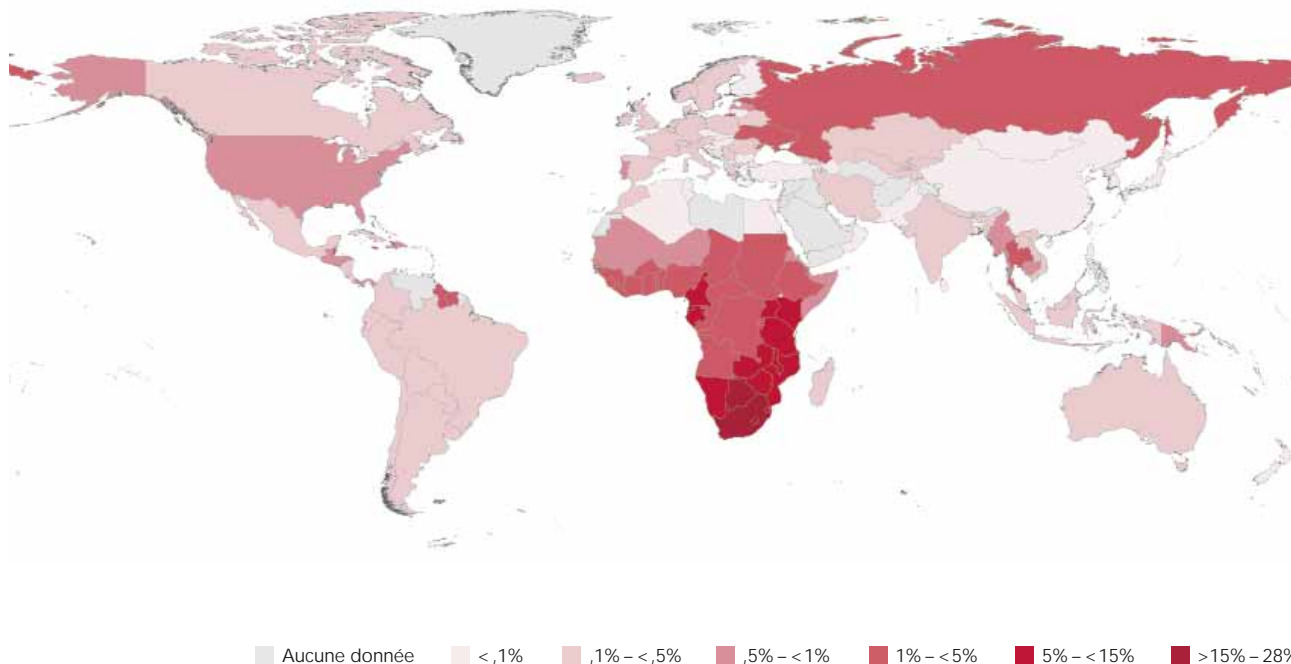 Aucune donnée < ,1% ,1% – < ,5% ,5% – <1% 1% – <5% 5% – <15% >15% – 28%